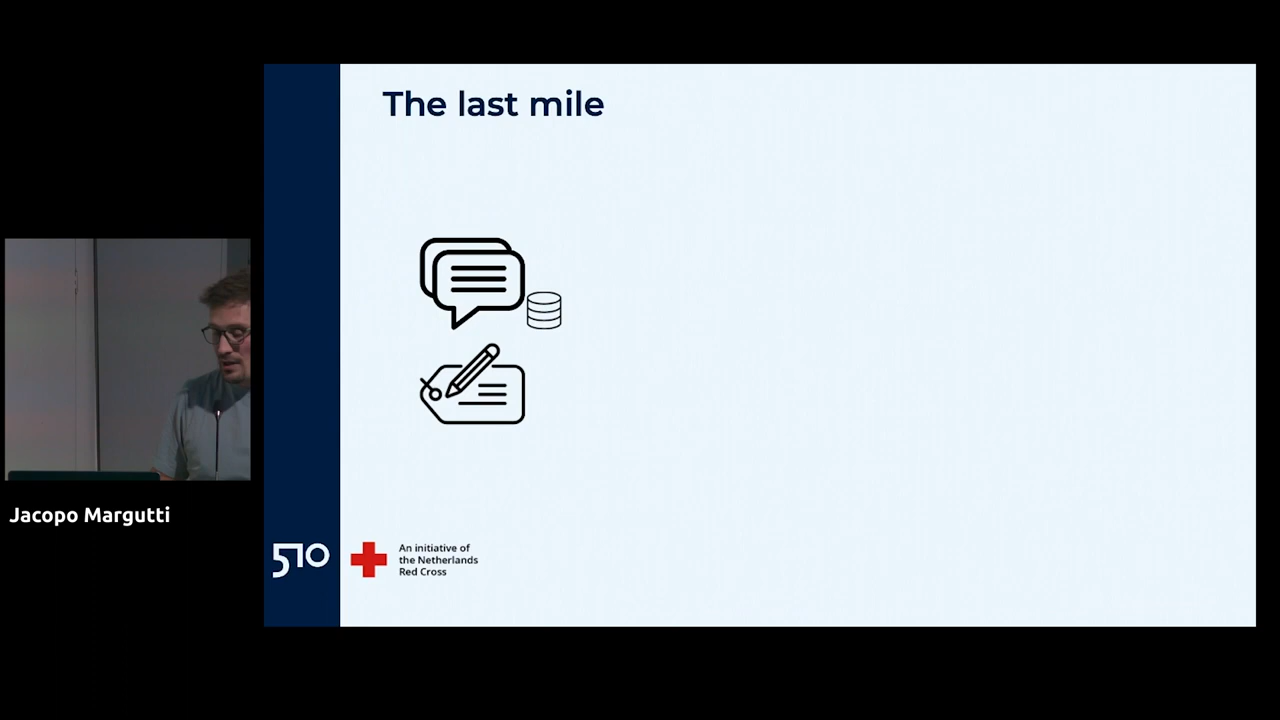 The last mile
Jacopo Margutti
510
An initiative of
the Netherlands
Red Cross